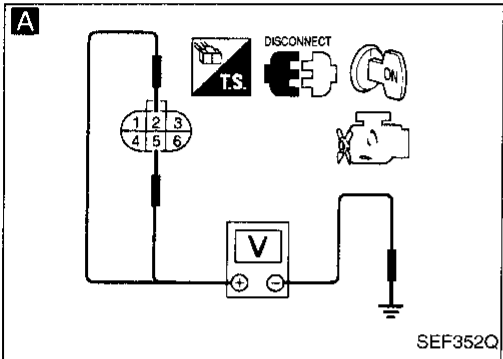 A
T.S.
DISCONNECT
ON
1 2 3
4 5 6
V
⊕ ⊖
SEF352Q